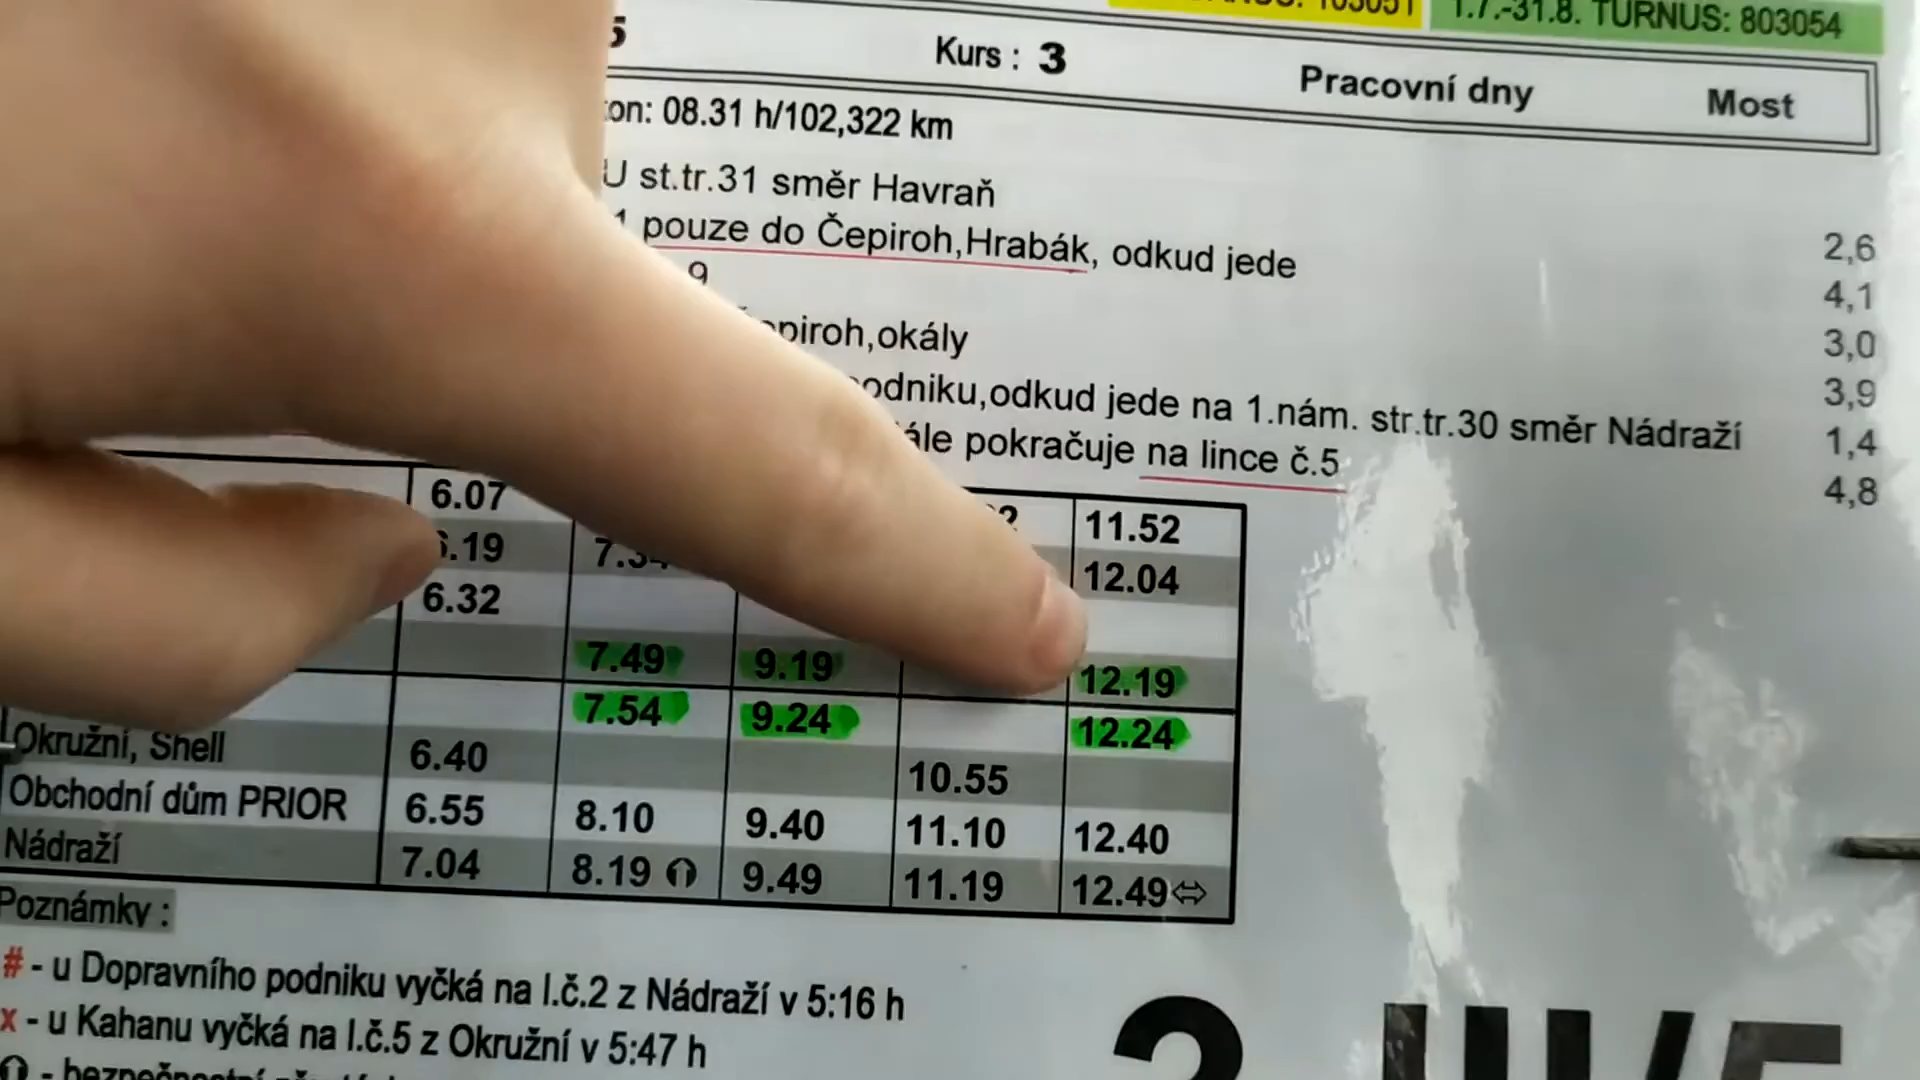 103051
1.7.-31.8. TURNUS: 803054
5 Kurs : 3 Pracovní dny Most
08.31 h/102,322 km
U st.tr.31 směr Havraň 2,6
pouze do Čepiroh,Hrabák, odkud jede 4,1
9 3,0
okály 3,9
odkud jede na 1.nám. str.tr.30 směr Nádraží 1,4
pokračuje na lince č.5 4,8
6.07 11.52
6.19 12.04
6.32
7.49 9.19 12.19
7.54 9.24 12.24
Okružní, Shell 6.40 10.55
Obchodní dům PRIOR 6.55 8.10 9.40 11.10 12.40
Nádraží 7.04 8.19 9.49 11.19 12.49⇔
Poznámky :
# - u Dopravního podniku vyčká na l.č.2 z Nádraží v 5:16 h
x - u Kahanu vyčká na l.č.5 z Okružní v 5:47 h